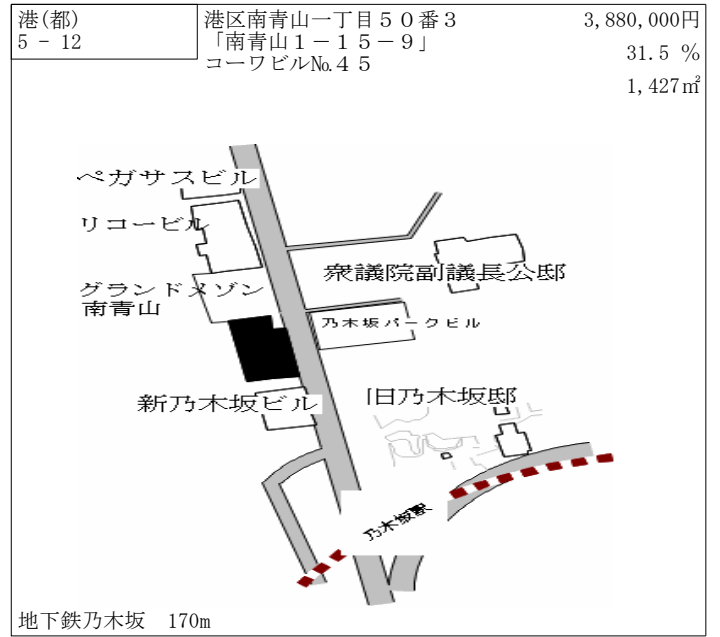 港(都)
5 - 12
港区南青山一丁目５０番３
「南青山１－１５－９」
コーワビル№４５
3,880,000円
31.5 %
1,427㎡
ペガサスビル
リコービル
グランドメゾン
南青山
衆議院副議長公邸
乃木坂パークビル
新乃木坂ビル
旧乃木坂邸
乃木坂駅
地下鉄乃木坂　170m